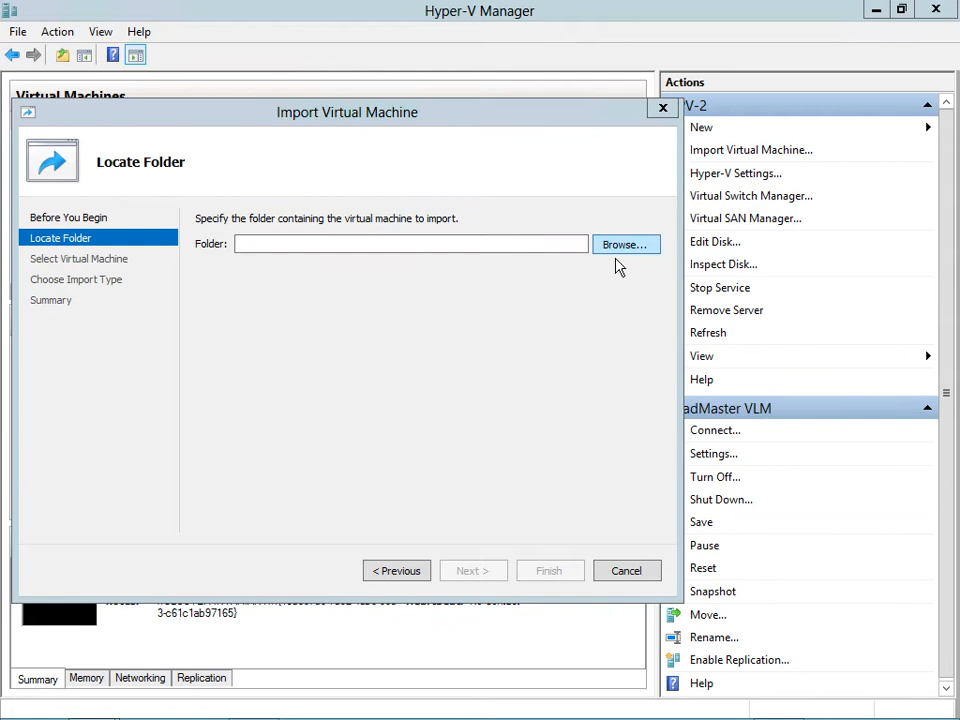 Hyper-V Manager
File Action View Help
Virtual Machines
Import Virtual Machine
Locate Folder
Before You Begin
Locate Folder
Select Virtual Machine
Choose Import Type
Summary
Specify the folder containing the virtual machine to import.
Folder:
Browse...
< Previous
Next >
Finish
Cancel
3-c61c1ab97165}
Summary Memory Networking Replication
Actions
V-2
New
Import Virtual Machine...
Hyper-V Settings...
Virtual Switch Manager...
Virtual SAN Manager...
Edit Disk...
Inspect Disk...
Stop Service
Remove Server
Refresh
View
Help
adMaster VLM
Connect...
Settings...
Turn Off...
Shut Down...
Save
Pause
Reset
Snapshot
Move...
Rename...
Enable Replication...
Help